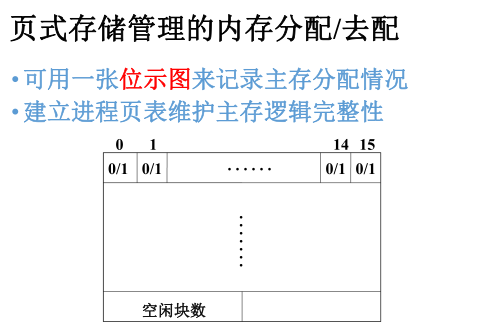 页式存储管理的内存分配/去配
•可用一张位示图来记录主存分配情况
•建立进程页表维护主存逻辑完整性
0 1 14 15
0/1 0/1 ······ 0/1 0/1
空闲块数